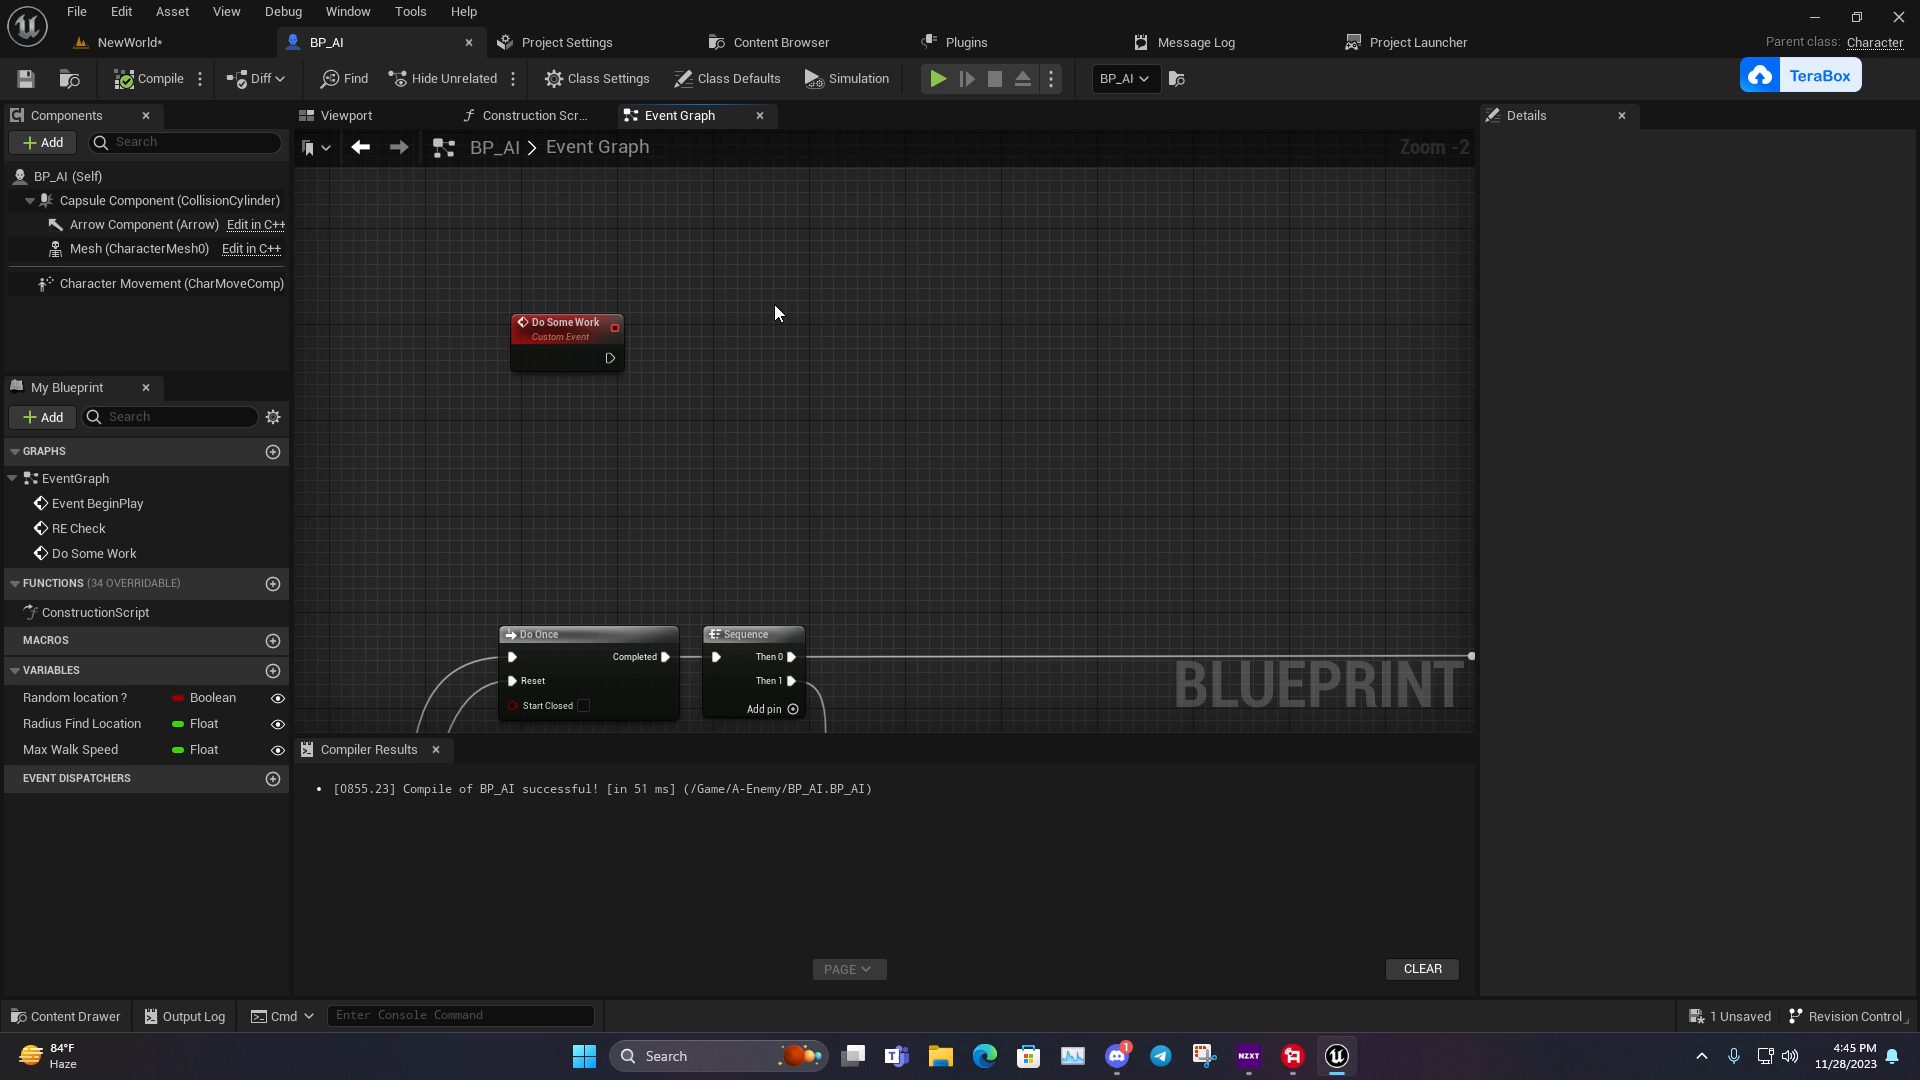 File Edit Asset View Debug Window Tools Help
NewWorld*
BP_AI
Project Settings
Content Browser
Plugins
Message Log
Project Launcher
Parent class: Character
Compile
Diff
Find
Hide Unrelated
Class Settings
Class Defaults
Simulation
BP_AI
TeraBox
Components
Viewport
Construction Scr...
Event Graph
Details
Add
Search
BP_AI > Event Graph
Zoom -2
BP_AI (Self)
Capsule Component (CollisionCylinder)
Arrow Component (Arrow) Edit in C++
Mesh (CharacterMesh0) Edit in C++
Character Movement (CharMoveComp)
Do Some Work
Custom Event
My Blueprint
Add
Search
GRAPHS
EventGraph
Event BeginPlay
RE Check
Do Some Work
FUNCTIONS (34 OVERRIDABLE)
ConstructionScript
MACROS
VARIABLES
Random location ? Boolean
Radius Find Location Float
Max Walk Speed Float
EVENT DISPATCHERS
Do Once
Completed
Reset
Start Closed
Sequence
Then 0
Then 1
Add pin
BLUEPRINT
Compiler Results
[0855.23] Compile of BP_AI successful! [in 51 ms] (/Game/A-Enemy/BP_AI.BP_AI)
PAGE
CLEAR
Content Drawer
Output Log
Cmd
Enter Console Command
1 Unsaved
Revision Control
84°F
Haze
Search
1
NZXT
4:45 PM
11/28/2023